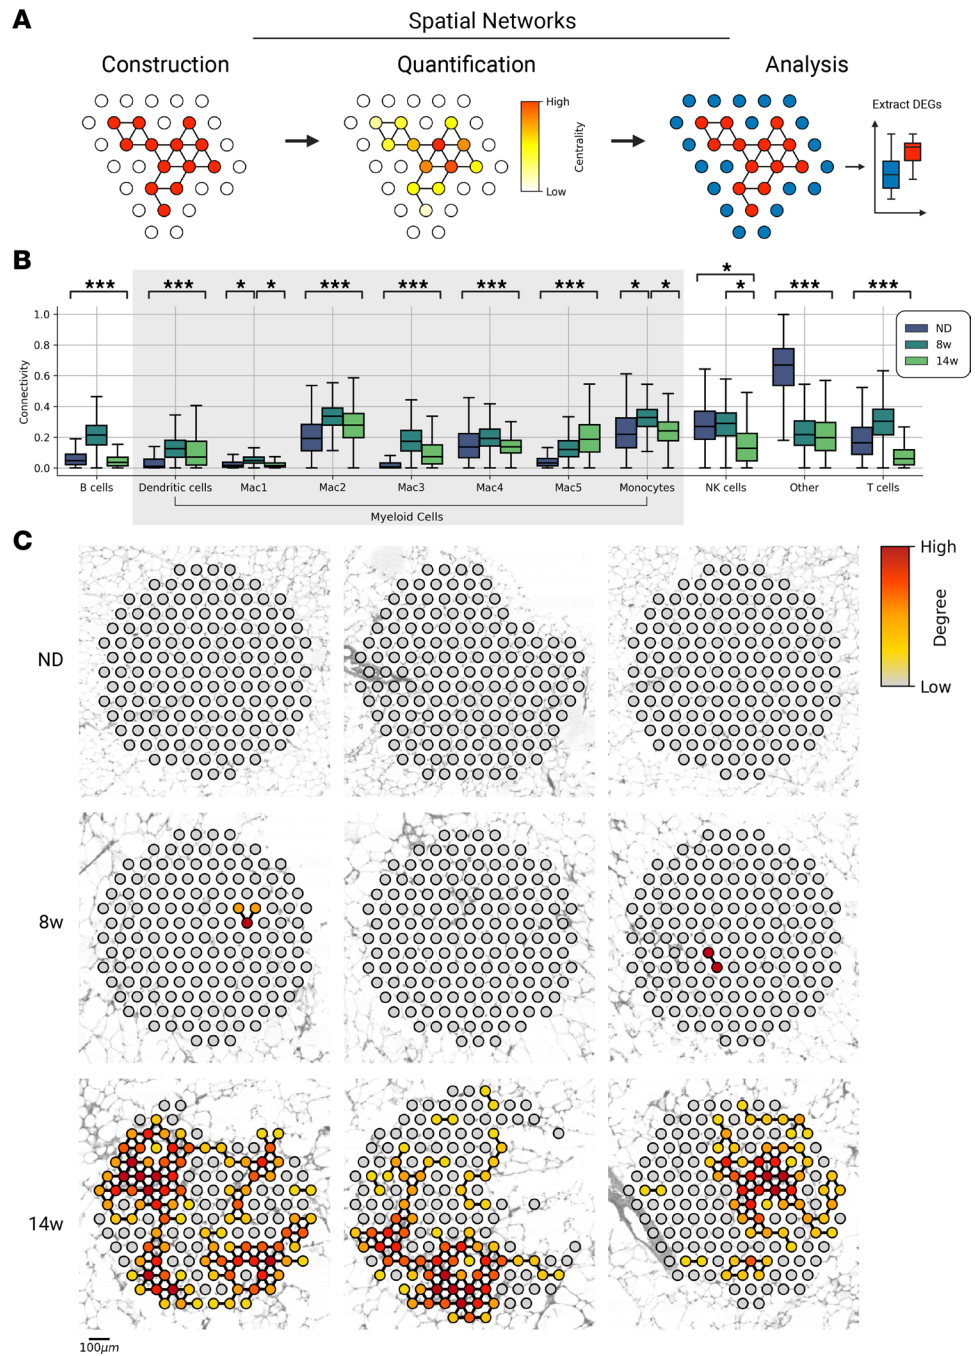 A
Spatial Networks
Construction
Quantification
Analysis
High
Centrality
Low
Extract DEGs
B
*** *** * * *** *** *** *** * * * * *** ***
1.0
0.8
0.6
0.4
0.2
0.0
Connectivity
ND
8w
14w
B cells Dendritic cells Mac1 Mac2 Mac3 Mac4 Mac5 Monocytes NK cells Other T cells
Myeloid Cells
C
High
Degree
Low
ND
8w
14w
100μm